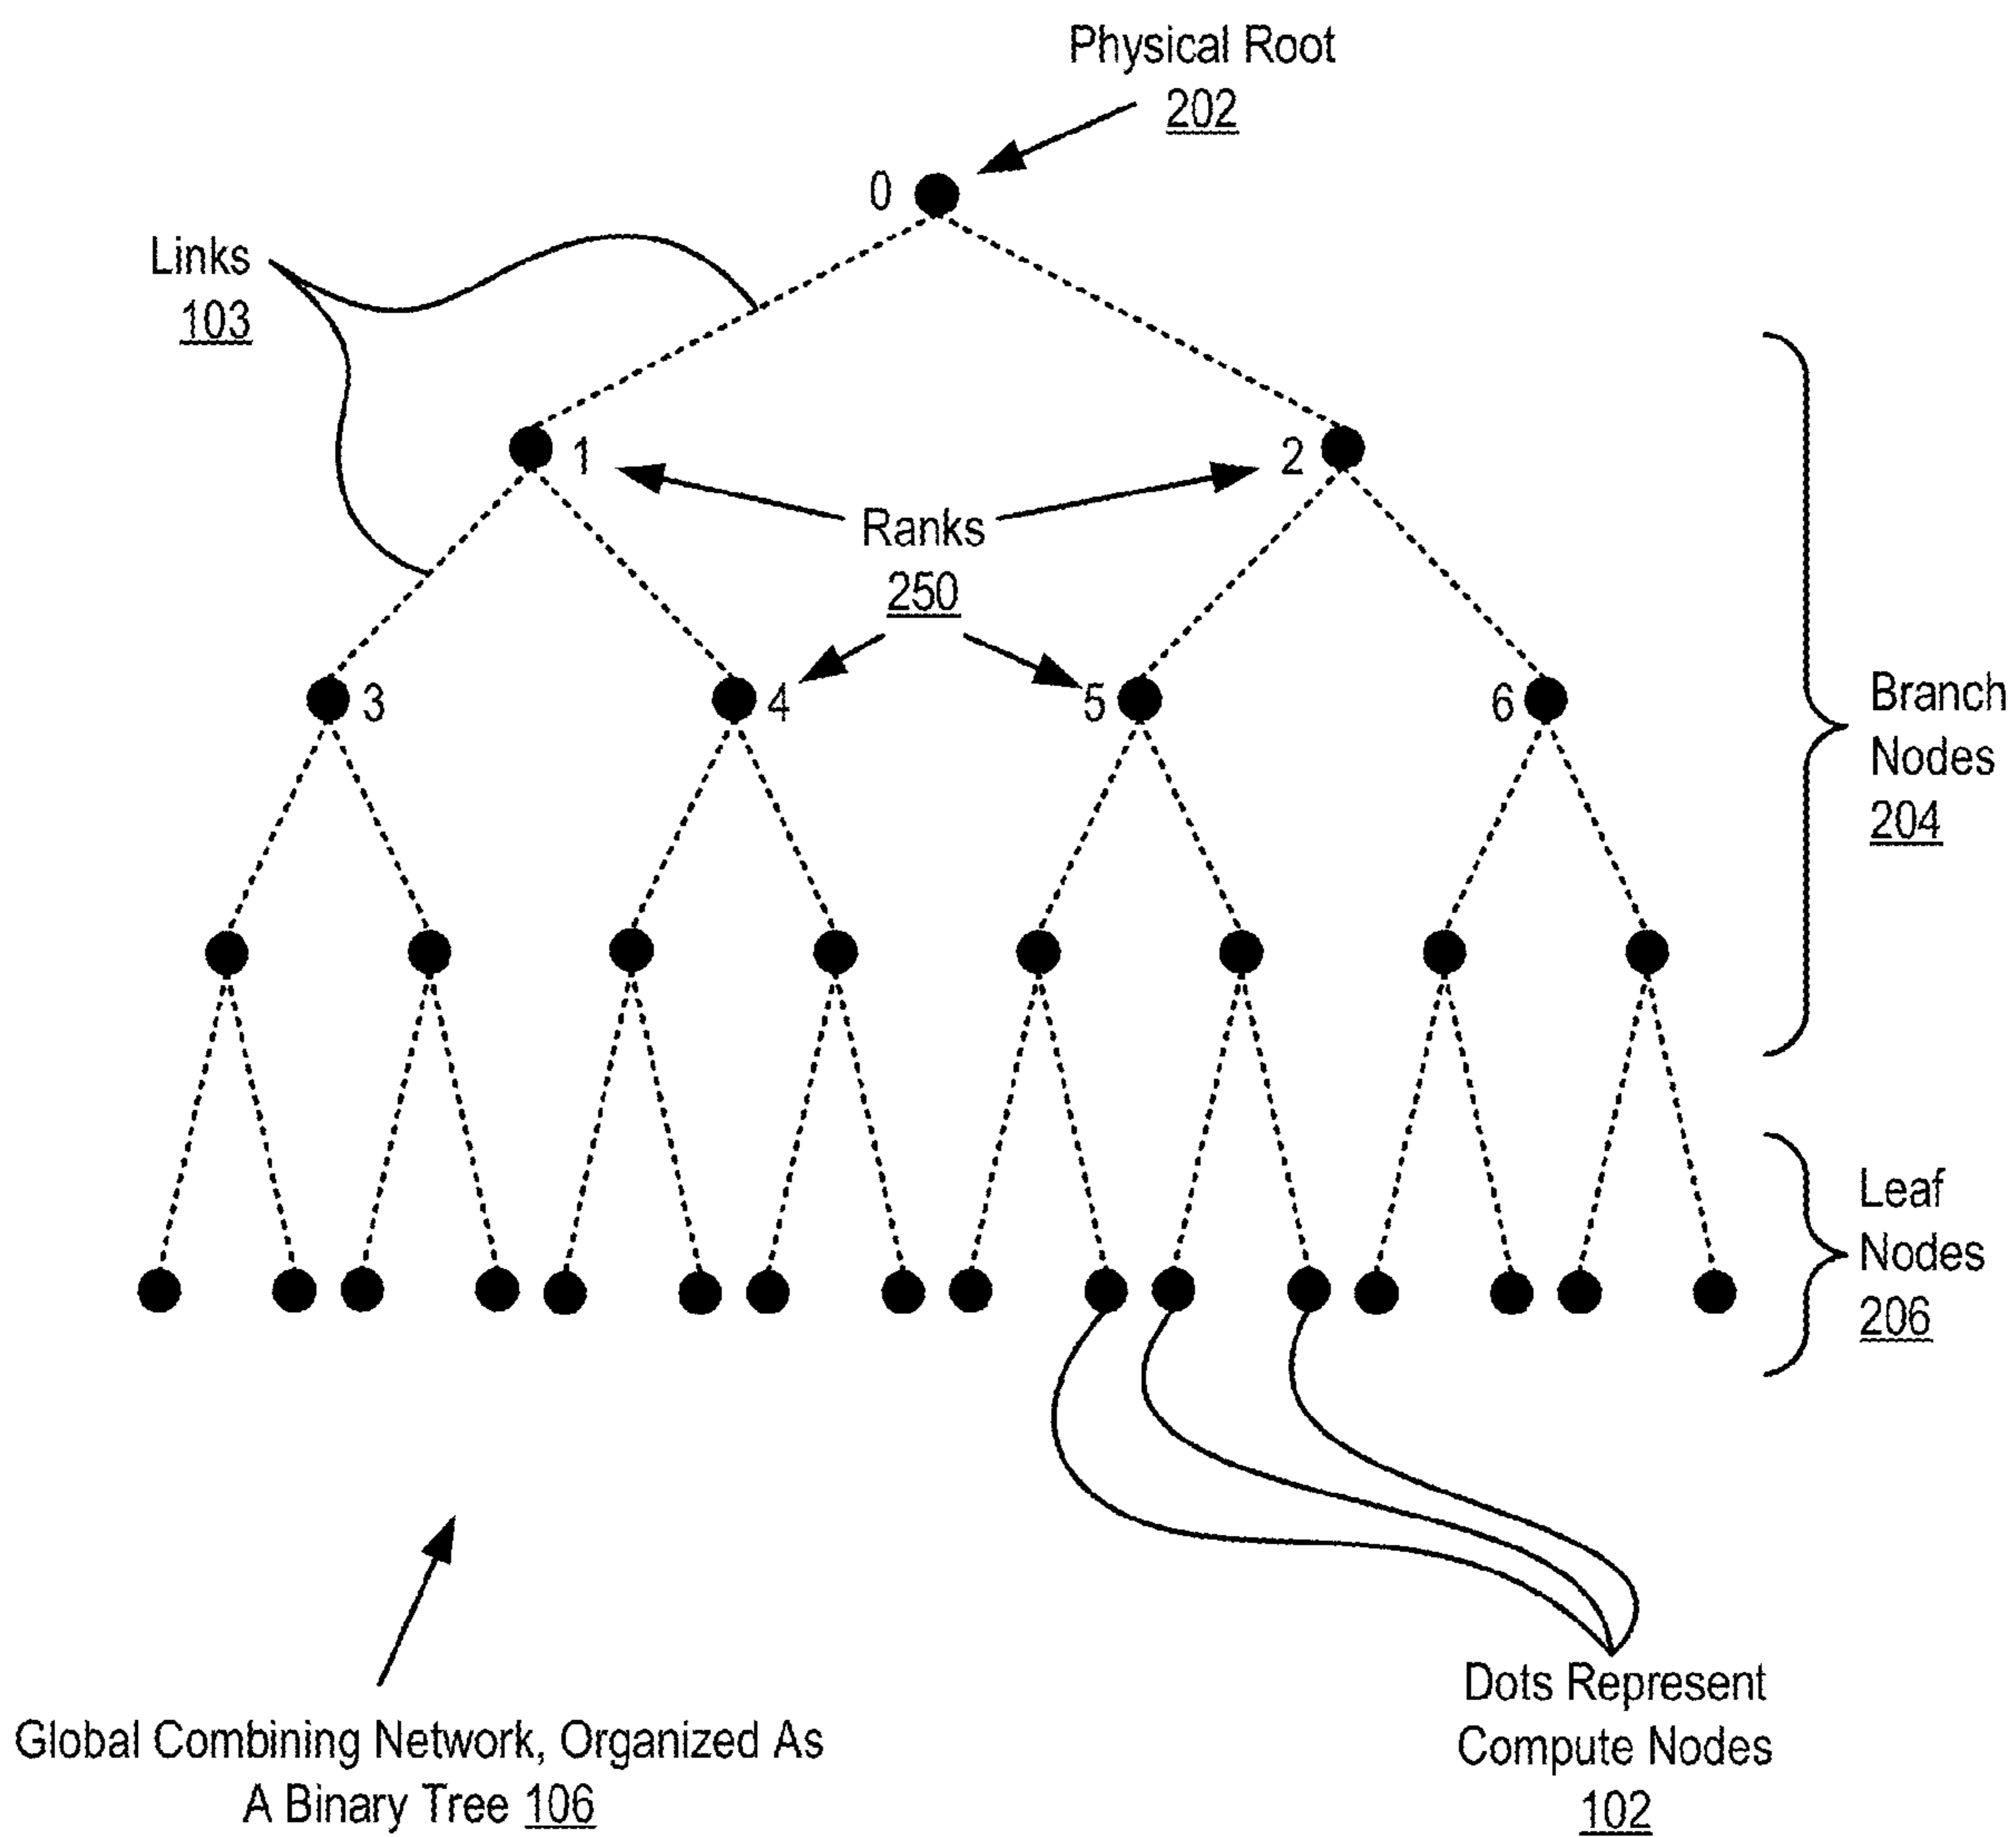 Physical Root
202
0
Links
103
1
2
Ranks
250
3
4
5
6
Branch
Nodes
204
Leaf
Nodes
206
Global Combining Network, Organized As
A Binary Tree 106
Dots Represent
Compute Nodes
102